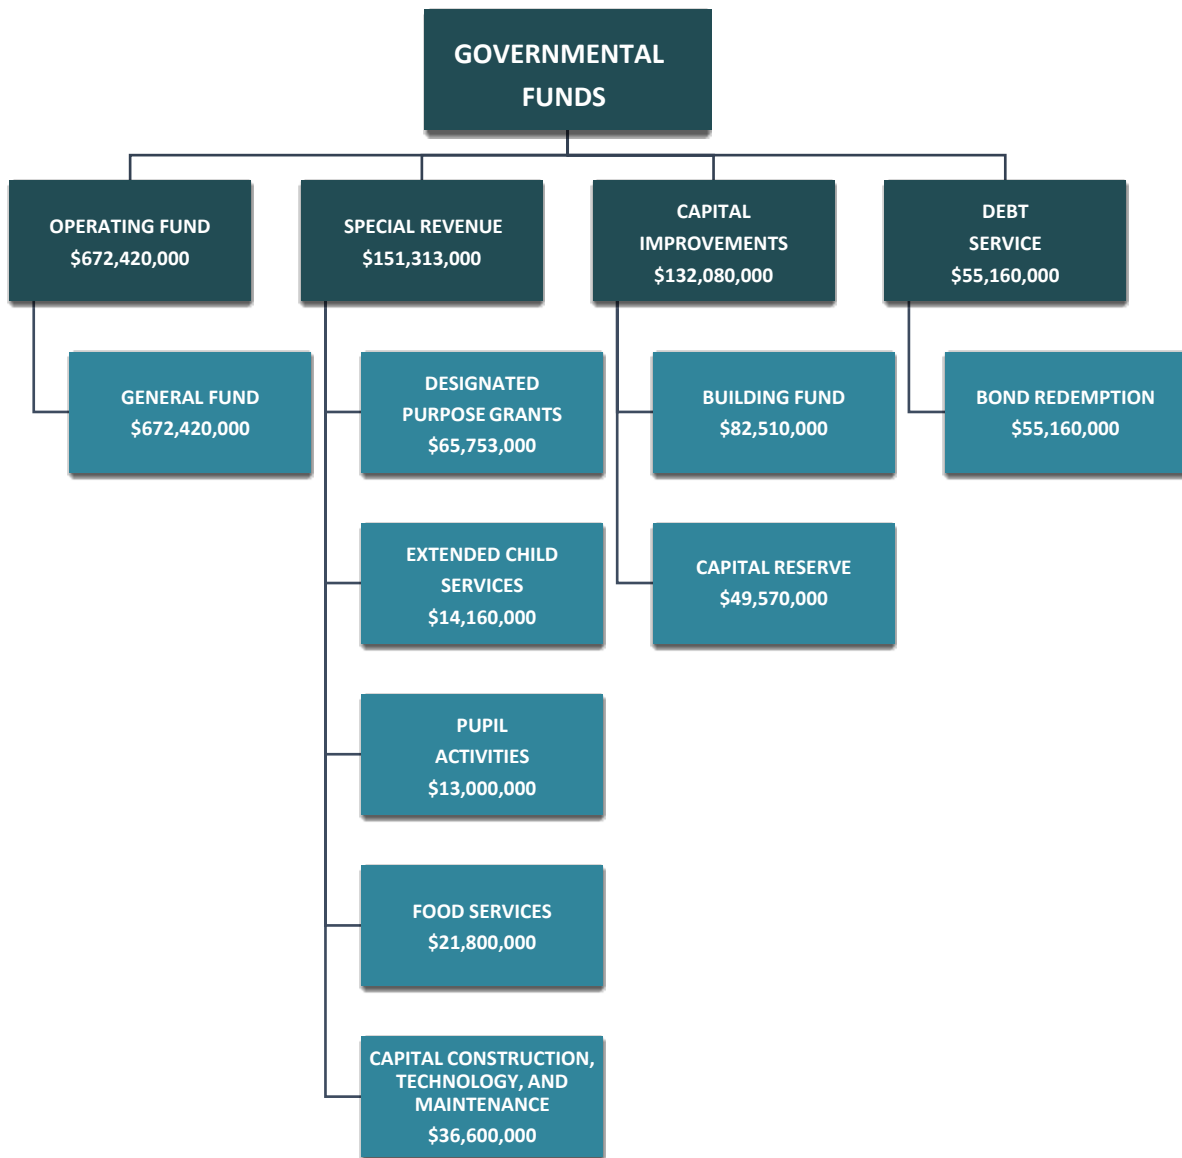 GOVERNMENTAL
FUNDS
OPERATING FUND
$672,420,000
SPECIAL REVENUE
$151,313,000
CAPITAL
IMPROVEMENTS
$132,080,000
DEBT
SERVICE
$55,160,000
GENERAL FUND
$672,420,000
DESIGNATED
PURPOSE GRANTS
$65,753,000
BUILDING FUND
$82,510,000
BOND REDEMPTION
$55,160,000
EXTENDED CHILD
SERVICES
$14,160,000
CAPITAL RESERVE
$49,570,000
PUPIL
ACTIVITIES
$13,000,000
FOOD SERVICES
$21,800,000
CAPITAL CONSTRUCTION,
TECHNOLOGY, AND
MAINTENANCE
$36,600,000